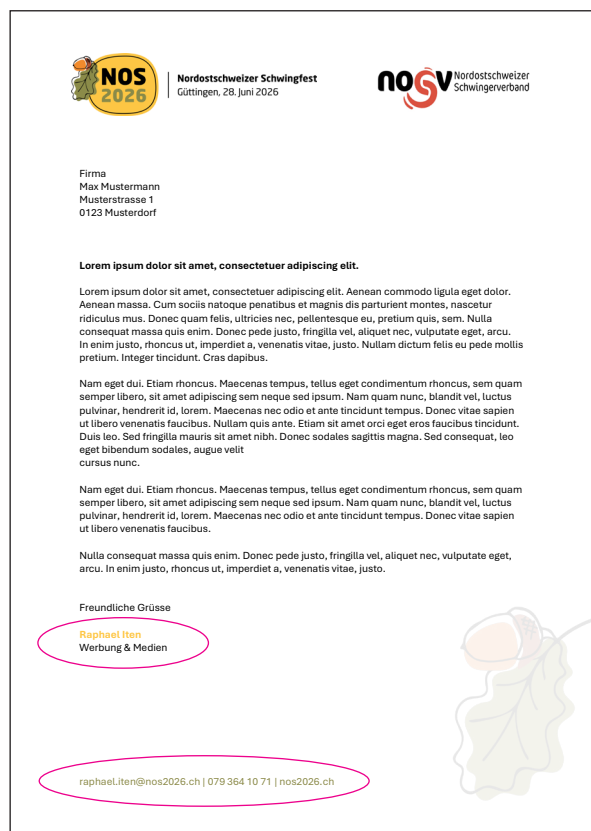 NOS
2026
Nordostschweizer Schwingfest
Güttingen, 28. Juni 2026
nosv
Nordostschweizer
Schwingerverband
Firma
Max Mustermann
Musterstrasse 1
0123 Musterdorf
Lorem ipsum dolor sit amet, consectetuer adipiscing elit.
Lorem ipsum dolor sit amet, consectetuer adipiscing elit. Aenean commodo ligula eget dolor.
Aenean massa. Cum sociis natoque penatibus et magnis dis parturient montes, nascetur
ridiculus mus. Donec quam felis, ultricies nec, pellentesque eu, pretium quis, sem. Nulla
consequat massa quis enim. Donec pede justo, fringilla vel, aliquet nec, vulputate eget, arcu.
In enim justo, rhoncus ut, imperdiet a, venenatis vitae, justo. Nullam dictum felis eu pede mollis
pretium. Integer tincidunt. Cras dapibus.
Nam eget dui. Etiam rhoncus. Maecenas tempus, tellus eget condimentum rhoncus, sem quam
semper libero, sit amet adipiscing sem neque sed ipsum. Nam quam nunc, blandit vel, luctus
pulvinar, hendrerit id, lorem. Maecenas nec odio et ante tincidunt tempus. Donec vitae sapien
ut libero venenatis faucibus. Nullam quis ante. Etiam sit amet orci eget eros faucibus tincidunt.
Duis leo. Sed fringilla mauris sit amet nibh. Donec sodales sagittis magna. Sed consequat, leo
eget bibendum sodales, augue velit
cursus nunc.
Nam eget dui. Etiam rhoncus. Maecenas tempus, tellus eget condimentum rhoncus, sem quam
semper libero, sit amet adipiscing sem neque sed ipsum. Nam quam nunc, blandit vel, luctus
pulvinar, hendrerit id, lorem. Maecenas nec odio et ante tincidunt tempus. Donec vitae sapien
ut libero venenatis faucibus.
Nulla consequat massa quis enim. Donec pede justo, fringilla vel, aliquet nec, vulputate eget,
arcu. In enim justo, rhoncus ut, imperdiet a, venenatis vitae, justo.
Freundliche Grüsse
Raphael Iten
Werbung & Medien
raphael.iten@nos2026.ch | 079 364 10 71 | nos2026.ch